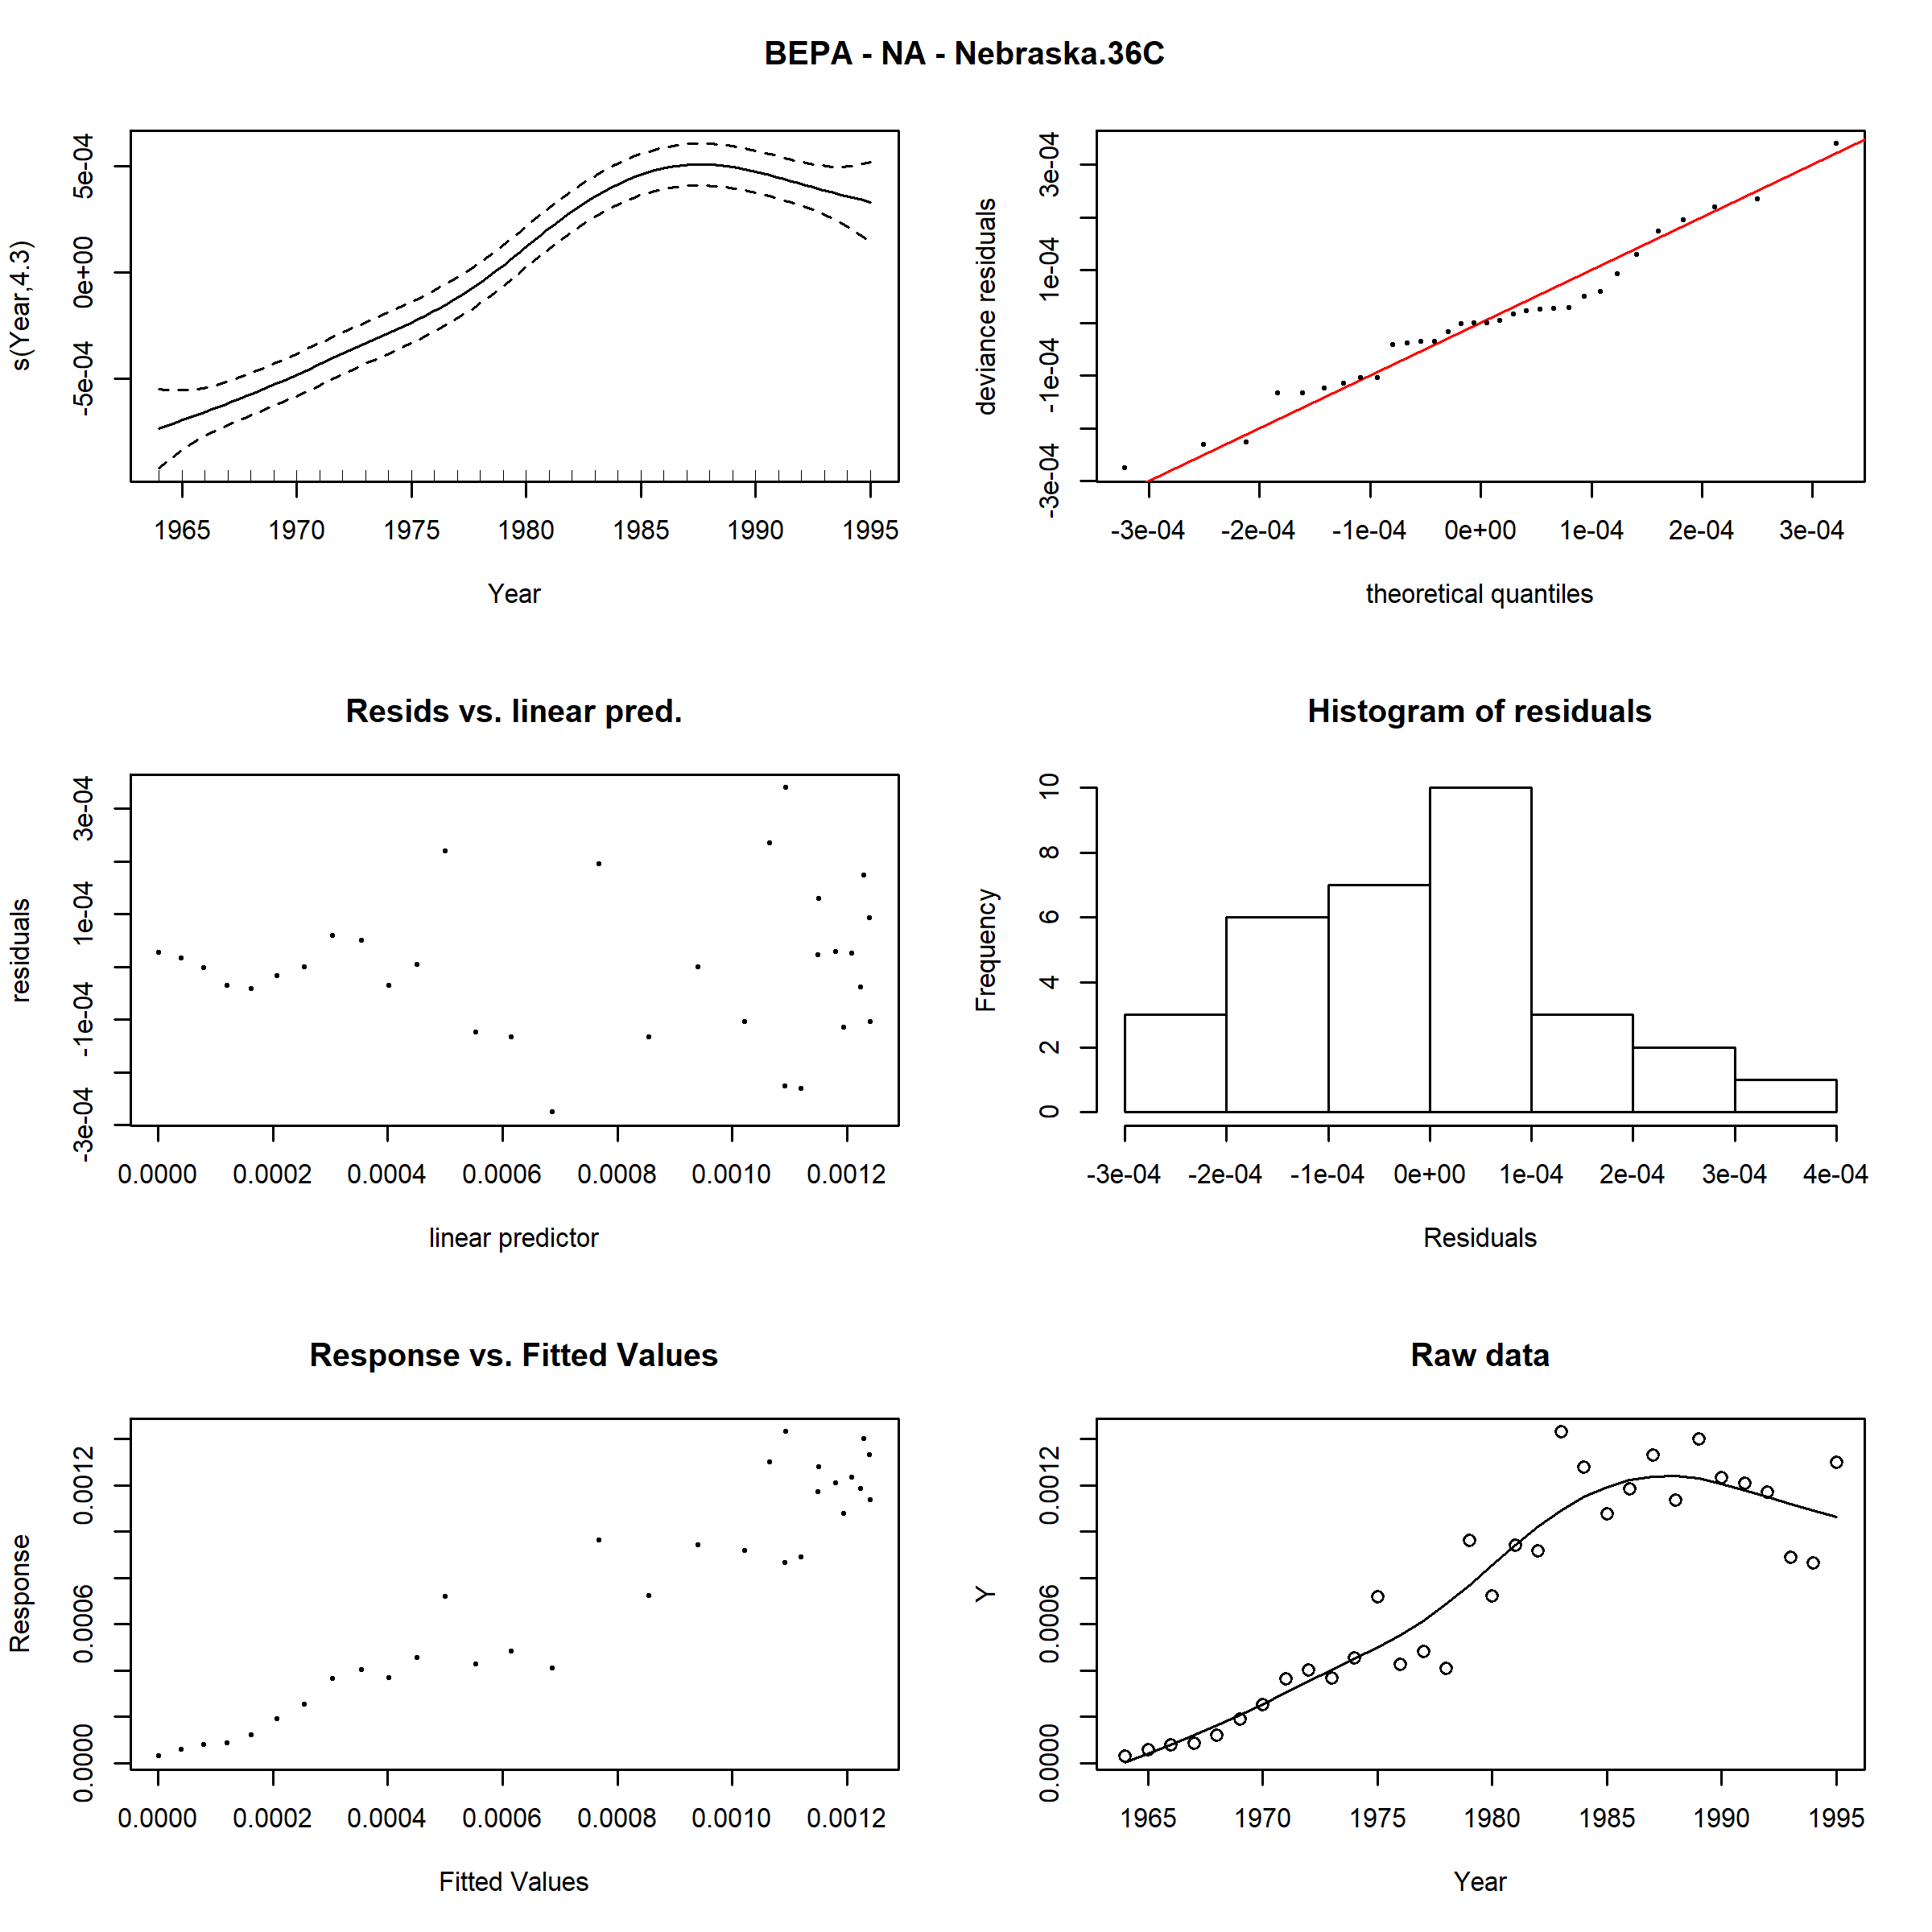 BEPA - NA - Nebraska.36C
s(Year,4.3)
-5e-04 0e+00 5e-04
1965 1970 1975 1980 1985 1990 1995
Year
deviance residuals
-3e-04 -1e-04 1e-04 3e-04
-3e-04 -2e-04 -1e-04 0e+00 1e-04 2e-04 3e-04
theoretical quantiles
Resids vs. linear pred.
residuals
-3e-04 -1e-04 1e-04 3e-04
0.0000 0.0002 0.0004 0.0006 0.0008 0.0010 0.0012
linear predictor
Histogram of residuals
Frequency
0 2 4 6 8 10
-3e-04 -2e-04 -1e-04 0e+00 1e-04 2e-04 3e-04 4e-04
Residuals
Response vs. Fitted Values
Response
0.0000 0.0006 0.0012
0.0000 0.0002 0.0004 0.0006 0.0008 0.0010 0.0012
Fitted Values
Raw data
Y
0.0000 0.0006 0.0012
1965 1970 1975 1980 1985 1990 1995
Year